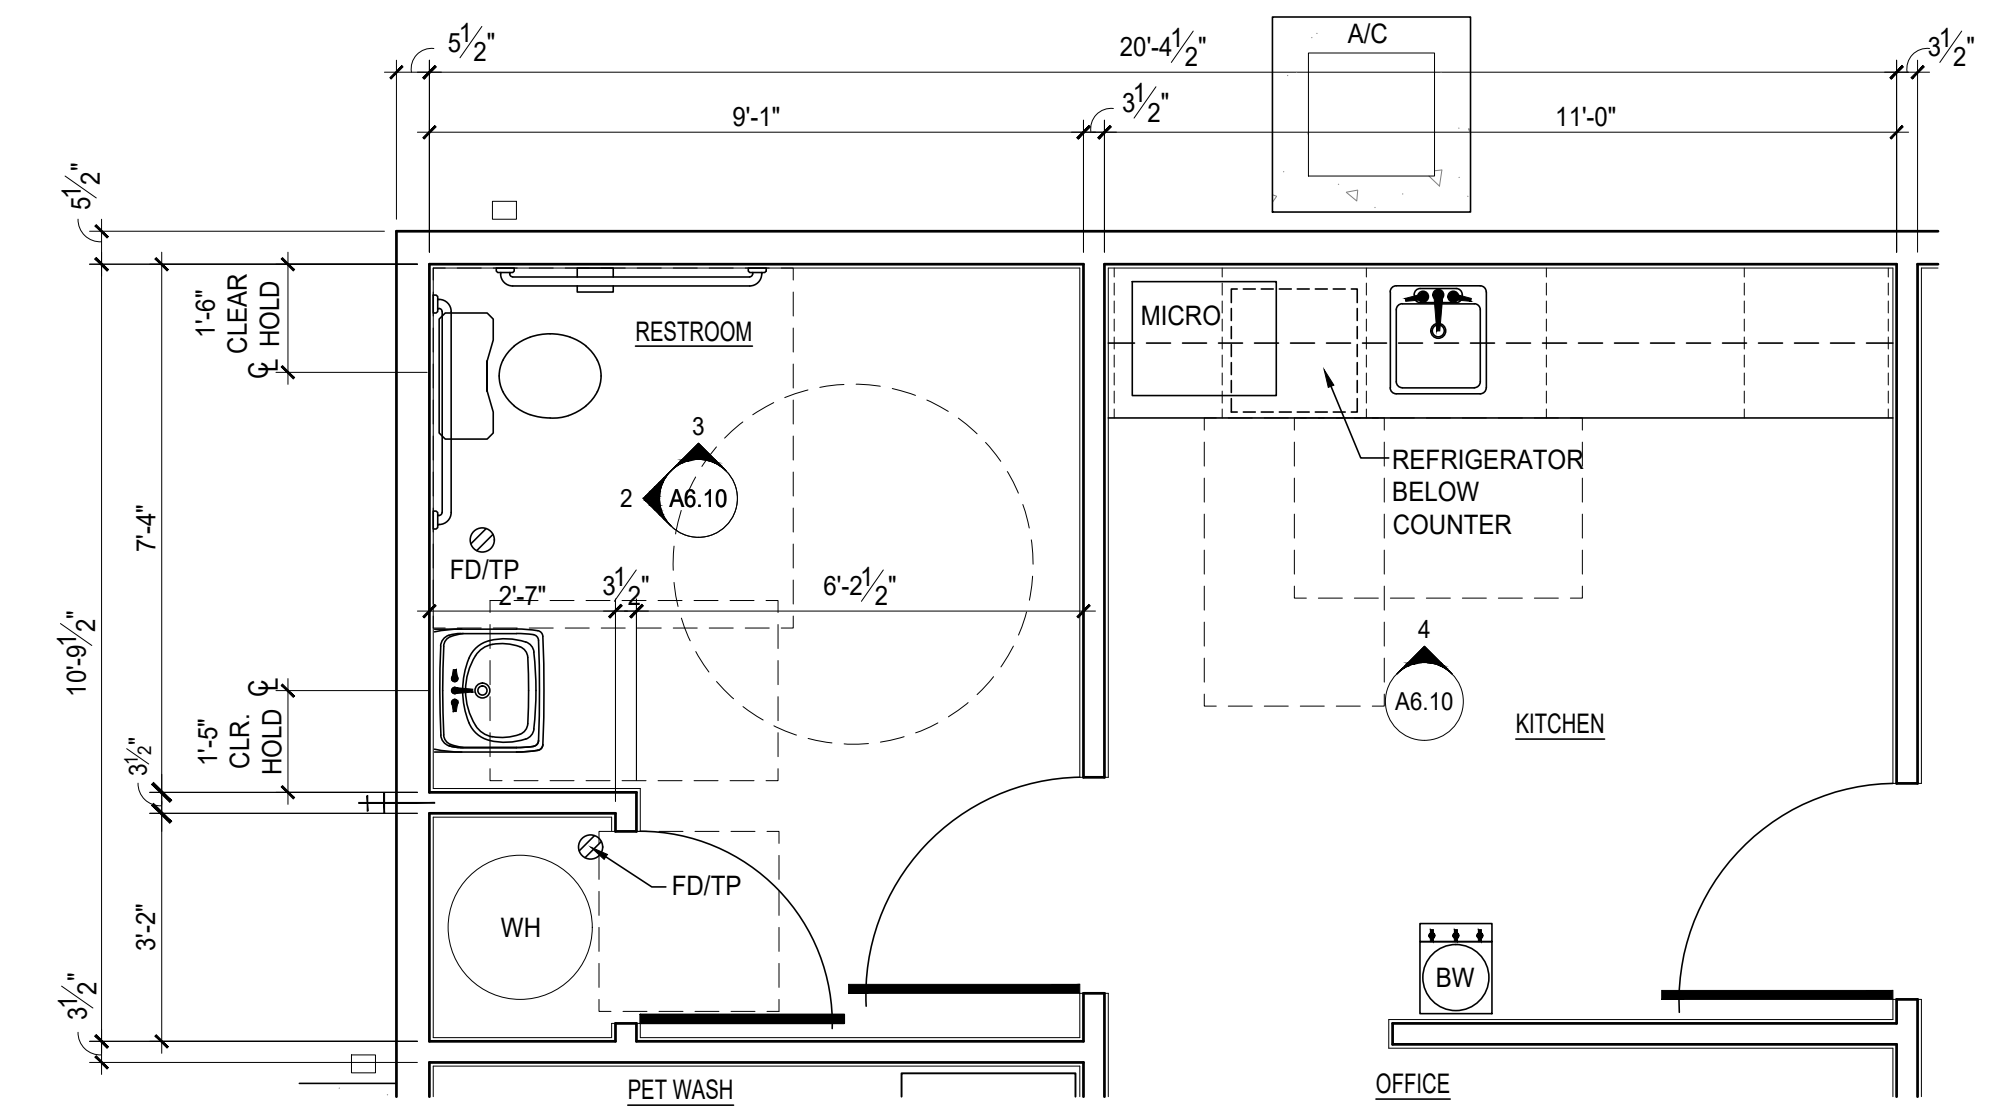 5 1/2"
20'-4 1/2"
A/C
3 1/2"
9'-1"
3 1/2"
11'-0"
5 1/2"
1'-6"
CLEAR
HOLD
℄
RESTROOM
MICRO
3
2
A6.10
REFRIGERATOR
BELOW
COUNTER
7'-4"
FD/TP
2'-7"
3 1/2"
6'-2 1/2"
10'-9 1/2"
℄
1'-5"
CLR.
HOLD
4
A6.10
KITCHEN
3 1/2"
FD/TP
WH
3'-2"
BW
3 1/2"
PET WASH
OFFICE